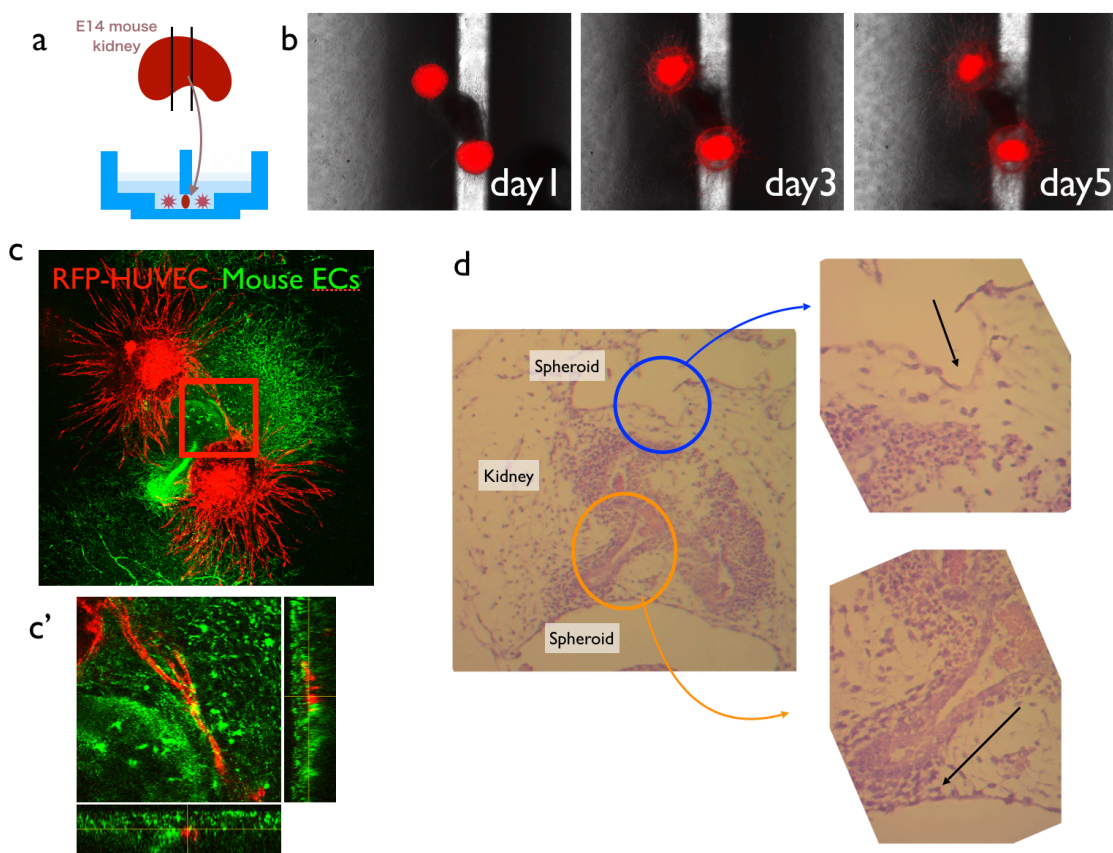 a
E14 mouse
kidney
b
day1
day3
day5
c
RFP-HUVEC Mouse ECs
c'
d
Spheroid
Kidney
Spheroid